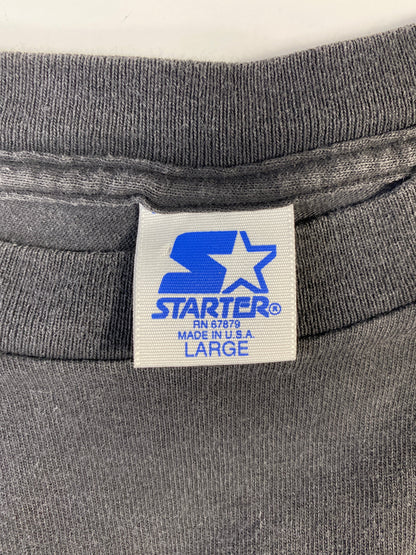 STARTER®
RN 67879
MADE IN U.S.A.
LARGE